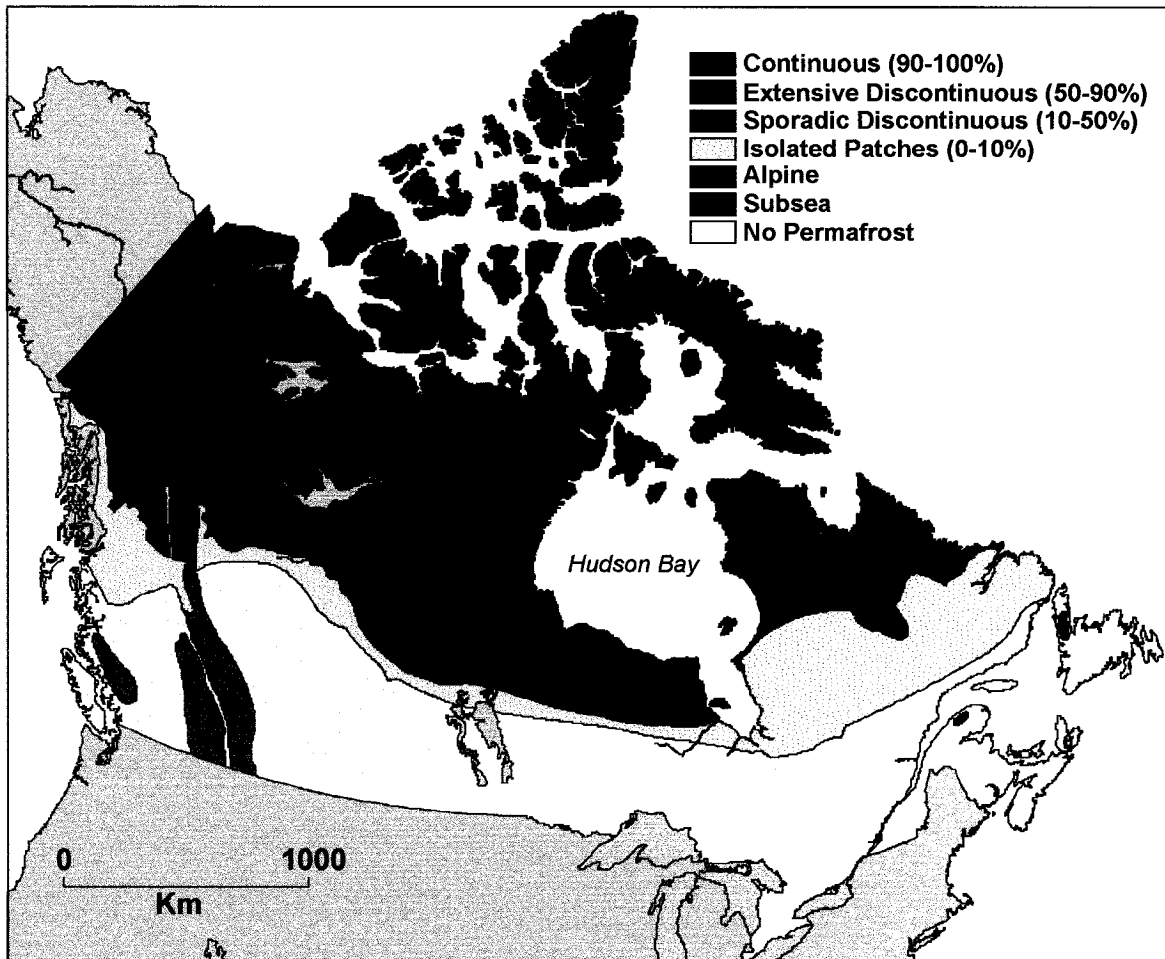 Continuous (90-100%)
Extensive Discontinuous (50-90%)
Sporadic Discontinuous (10-50%)
Isolated Patches (0-10%)
Alpine
Subsea
No Permafrost
Hudson Bay
0 1000
Km